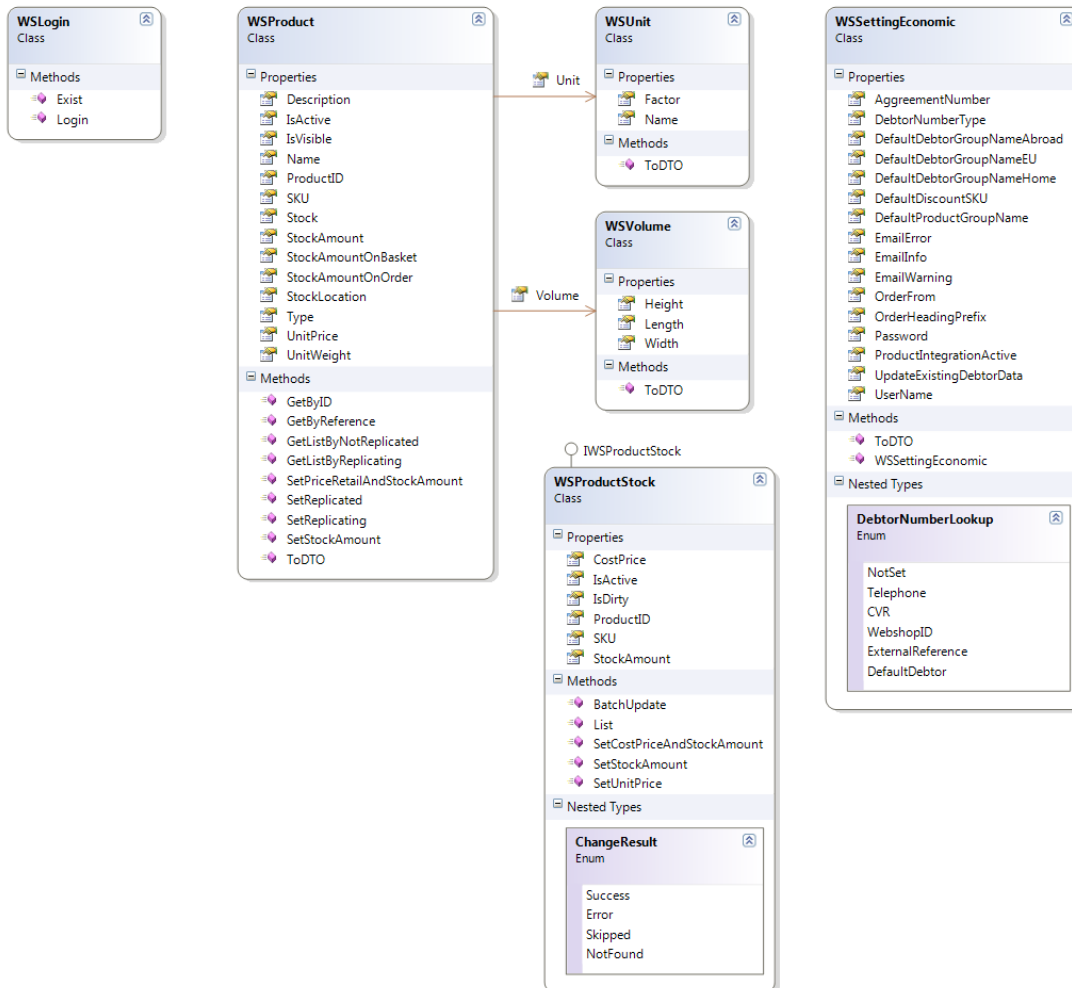 WSLogin
Class
Methods
Exist
Login
WSProduct
Class
Properties
Description
IsActive
IsVisible
Name
ProductID
SKU
Stock
StockAmount
StockAmountOnBasket
StockAmountOnOrder
StockLocation
Type
UnitPrice
UnitWeight
Methods
GetByID
GetByReference
GetListByNotReplicated
GetListByReplicating
SetPriceRetailAndStockAmount
SetReplicated
SetReplicating
SetStockAmount
ToDTO
Unit
Volume
WSUnit
Class
Properties
Factor
Name
Methods
ToDTO
WSVolume
Class
Properties
Height
Length
Width
Methods
ToDTO
IWSProductStock
WSProductStock
Class
Properties
CostPrice
IsActive
IsDirty
ProductID
SKU
StockAmount
Methods
BatchUpdate
List
SetCostPriceAndStockAmount
SetStockAmount
SetUnitPrice
Nested Types
ChangeResult
Enum
Success
Error
Skipped
NotFound
WSSettingEconomic
Class
Properties
AggreementNumber
DebtorNumberType
DefaultDebtorGroupNameAbroad
DefaultDebtorGroupNameEU
DefaultDebtorGroupNameHome
DefaultDiscountSKU
DefaultProductGroupName
EmailError
EmailInfo
EmailWarning
OrderFrom
OrderHeadingPrefix
Password
ProductIntegrationActive
UpdateExistingDebtorData
UserName
Methods
ToDTO
WSSettingEconomic
Nested Types
DebtorNumberLookup
Enum
NotSet
Telephone
CVR
WebshopID
ExternalReference
DefaultDebtor